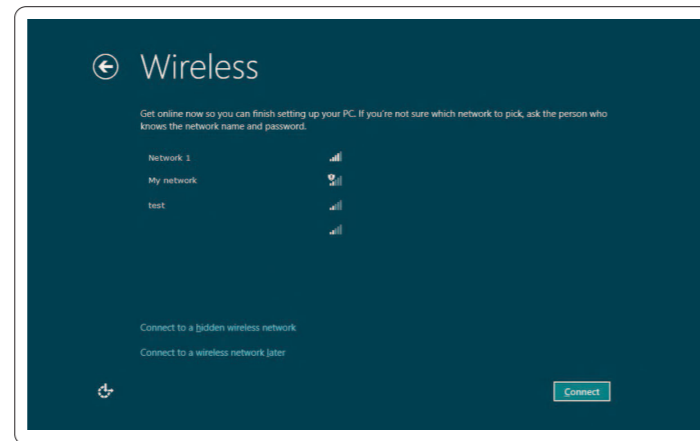 Wireless
Get online now so you can finish setting up your PC. If you're not sure which network to pick, ask the person who
knows the network name and password.
Network 1
My network
test
Connect to a hidden wireless network
Connect to a wireless network later
Connect